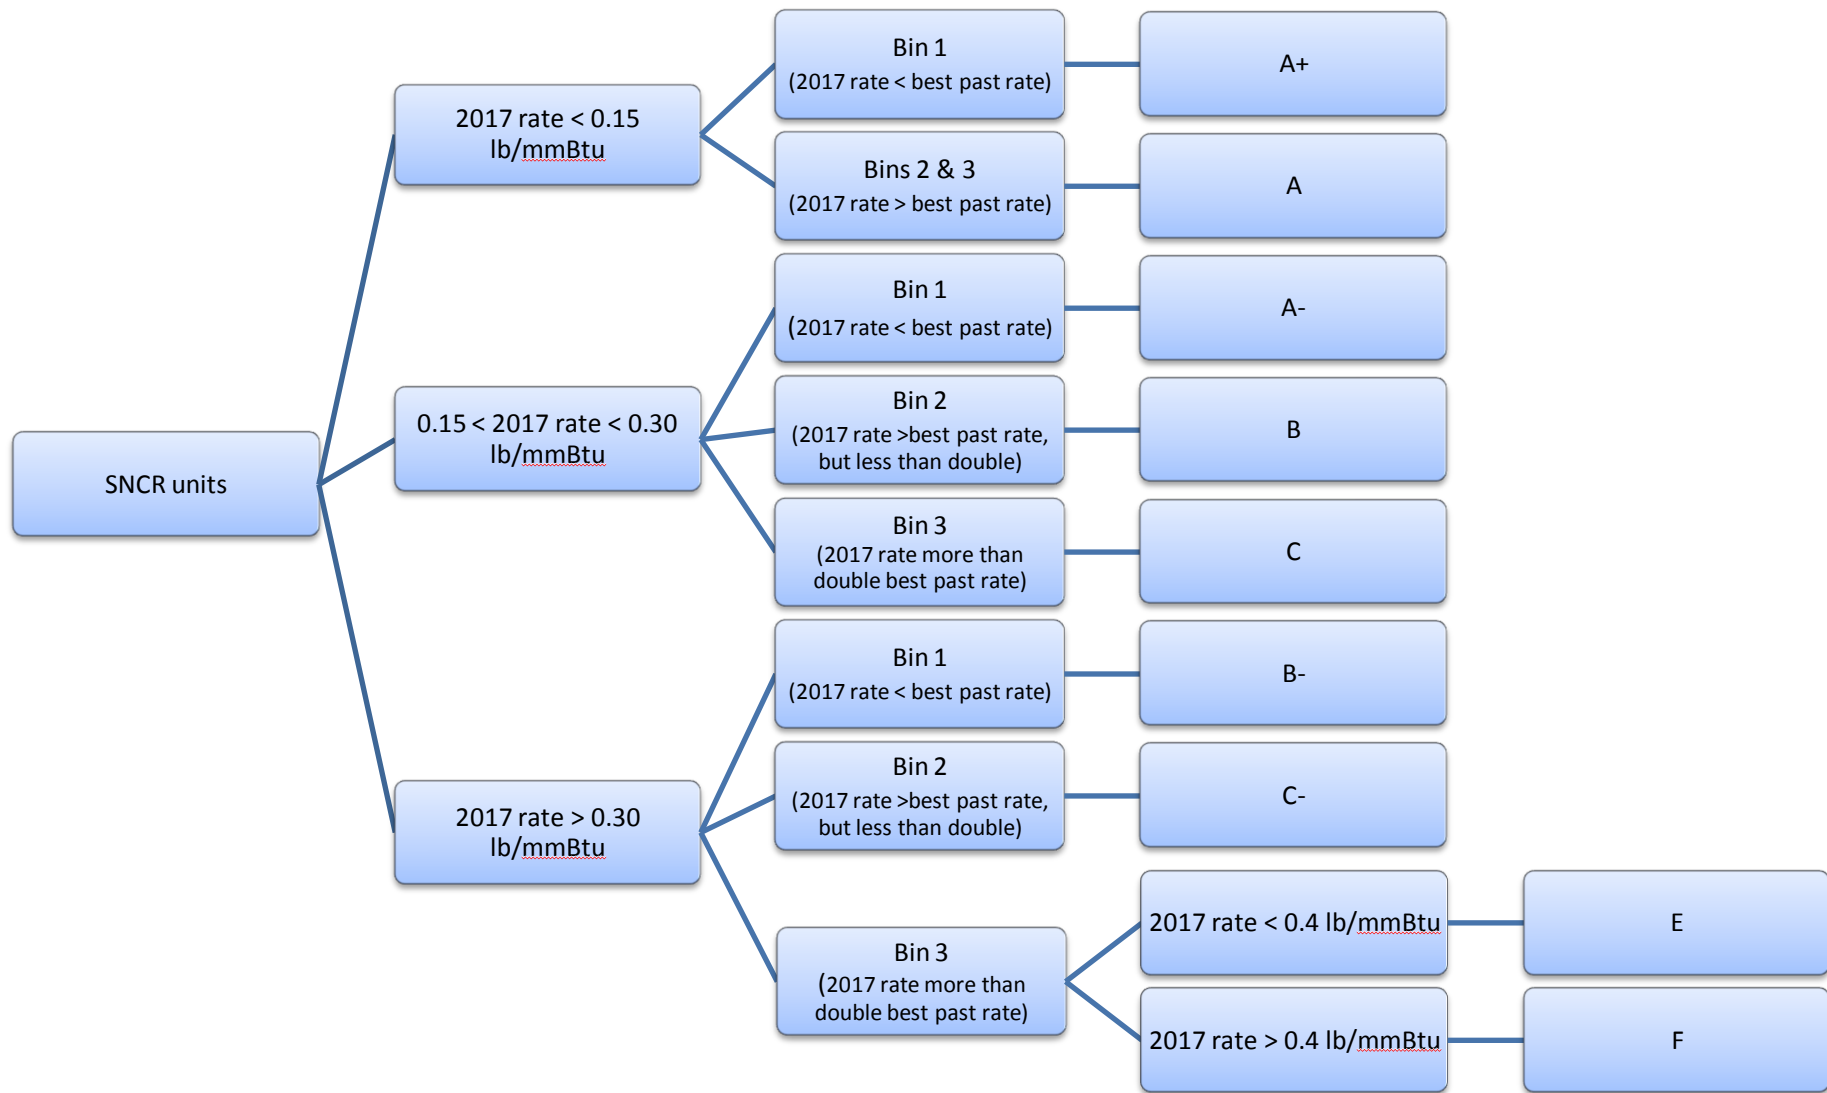 SNCR units
2017 rate < 0.15
lb/mmBtu
Bin 1
(2017 rate < best past rate)
A+
Bins 2 & 3
(2017 rate > best past rate)
A
0.15 < 2017 rate < 0.30
lb/mmBtu
Bin 1
(2017 rate < best past rate)
A-
Bin 2
(2017 rate >best past rate,
but less than double)
B
Bin 3
(2017 rate more than
double best past rate)
C
2017 rate > 0.30
lb/mmBtu
Bin 1
(2017 rate < best past rate)
B-
Bin 2
(2017 rate >best past rate,
but less than double)
C-
Bin 3
(2017 rate more than
double best past rate)
2017 rate < 0.4 lb/mmBtu
E
2017 rate > 0.4 lb/mmBtu
F